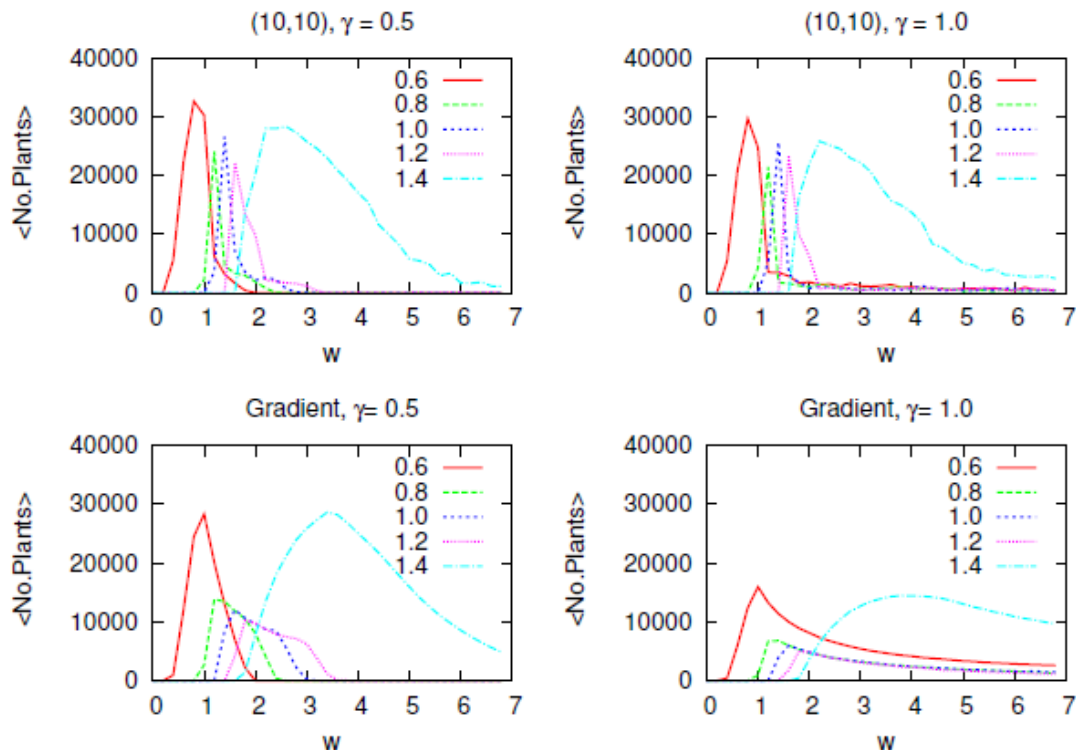 (10,10), γ = 0.5
<No.Plants>
40000
30000
20000
10000
0
0.6
0.8
1.0
1.2
1.4
0 1 2 3 4 5 6 7
w
(10,10), γ = 1.0
<No.Plants>
40000
30000
20000
10000
0
0.6
0.8
1.0
1.2
1.4
0 1 2 3 4 5 6 7
w
Gradient, γ= 0.5
<No.Plants>
40000
30000
20000
10000
0
0.6
0.8
1.0
1.2
1.4
0 1 2 3 4 5 6 7
w
Gradient, γ= 1.0
<No.Plants>
40000
30000
20000
10000
0
0.6
0.8
1.0
1.2
1.4
0 1 2 3 4 5 6 7
w